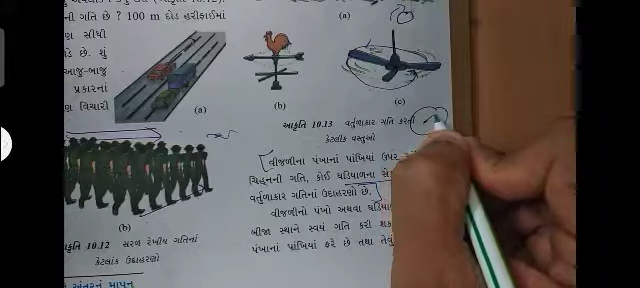 ની ગતિ છે ? 100 m દોડ હરીફાઈમાં
ણ સીધી
ડે છે. શું
આજુ-બાજુ
પ્રકારનાં
ણ વિચારી
(a)
(b)
આકૃતિ 10.12 સરળ રેખીય ગતિનાં
કેટલાંક ઉદાહરણો
અંતરનું માપન
(a)
(b)
(c)
આકૃતિ 10.13 વર્તુળાકાર ગતિ કરતી
કેટલીક વસ્તુઓ
વીજળીના પંખાનાં પાંખિયાં ઉપર
ચિહ્નની ગતિ, કોઈ ઘડિયાળના
વર્તુળાકાર ગતિનાં ઉદાહરણો છે.
વીજળીનો પંખો અથવા ઘડિયાળ
બીજા સ્થાને સ્વયં ગતિ કરી
પંખાનાં પાંખિયાં ફરે છે તથા તેવું